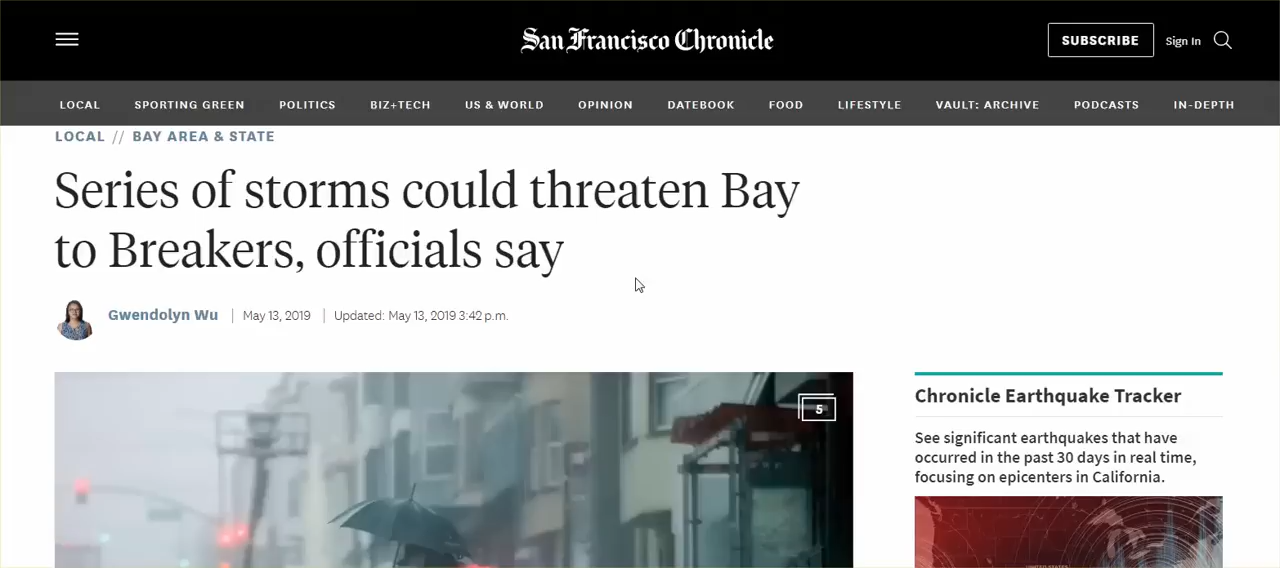 San Francisco Chronicle
SUBSCRIBE
Sign In
LOCAL SPORTING GREEN POLITICS BIZ+TECH US & WORLD OPINION DATEBOOK FOOD LIFESTYLE VAULT: ARCHIVE PODCASTS IN-DEPTH
LOCAL // BAY AREA & STATE
Series of storms could threaten Bay
to Breakers, officials say
Gwendolyn Wu | May 13, 2019 | Updated: May 13, 2019 3:42 p.m.
5
Chronicle Earthquake Tracker
See significant earthquakes that have
occurred in the past 30 days in real time,
focusing on epicenters in California.
UNITED STATES